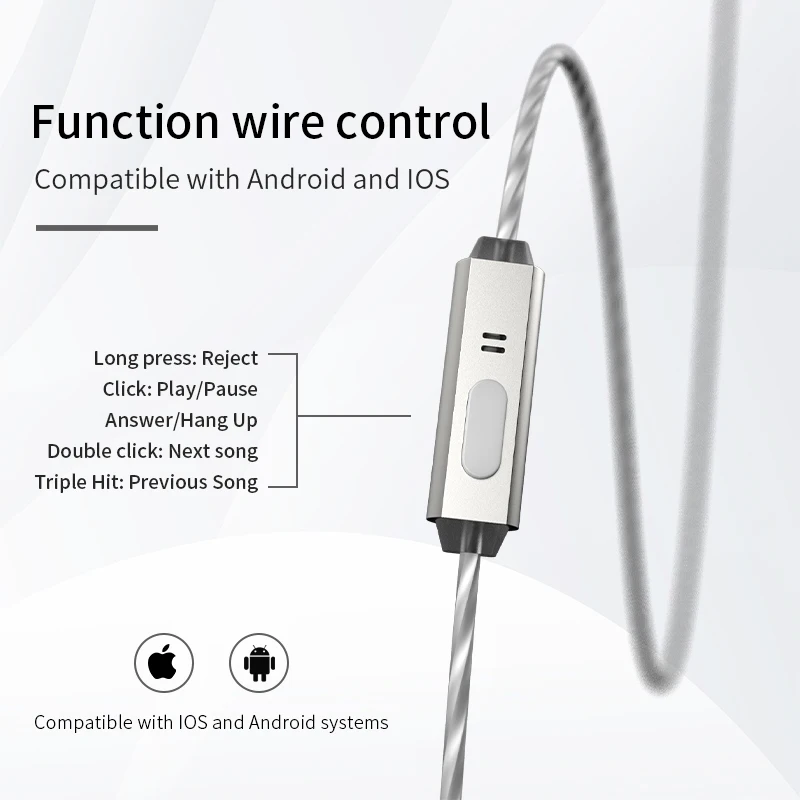 Function wire control
Compatible with Android and IOS
Long press: Reject
Click: Play/Pause
Answer/Hang Up
Double click: Next song
Triple Hit: Previous Song
Compatible with IOS and Android systems